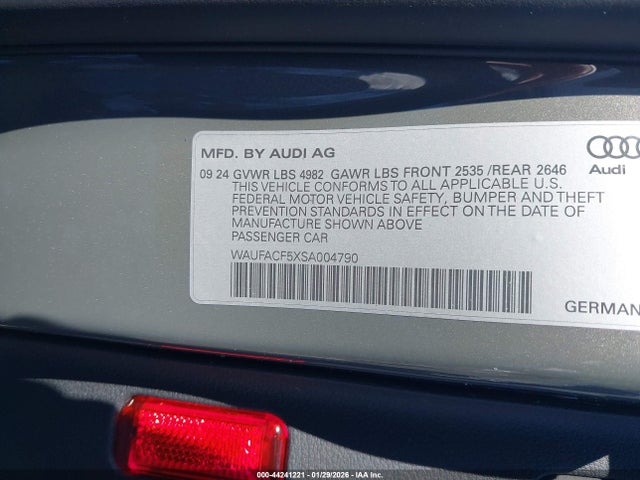 MFD. BY AUDI AG
09 24 GVWR LBS 4982 GAWR LBS FRONT 2535 /REAR 2646
THIS VEHICLE CONFORMS TO ALL APPLICABLE U.S.
FEDERAL MOTOR VEHICLE SAFETY, BUMPER AND THEFT
PREVENTION STANDARDS IN EFFECT ON THE DATE OF
MANUFACTURE SHOWN ABOVE
PASSENGER CAR
WAUFACF5XSA004790
Audi
GERMAN
000-44241221 - 01/29/2026 - © IAA Inc.